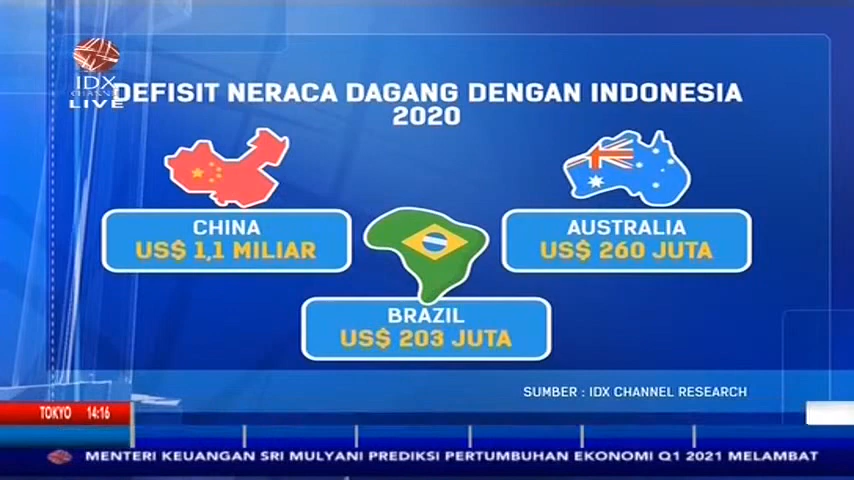 IDX
CHANNEL
LIVE
DEFISIT NERACA DAGANG DENGAN INDONESIA
2020
CHINA
US$ 1,1 MILIAR
AUSTRALIA
US$ 260 JUTA
BRAZIL
US$ 203 JUTA
SUMBER : IDX CHANNEL RESEARCH
TOKYO 14:16
MENTERI KEUANGAN SRI MULYANI PREDIKSI PERTUMBUHAN EKONOMI Q1 2021 MELAMBAT